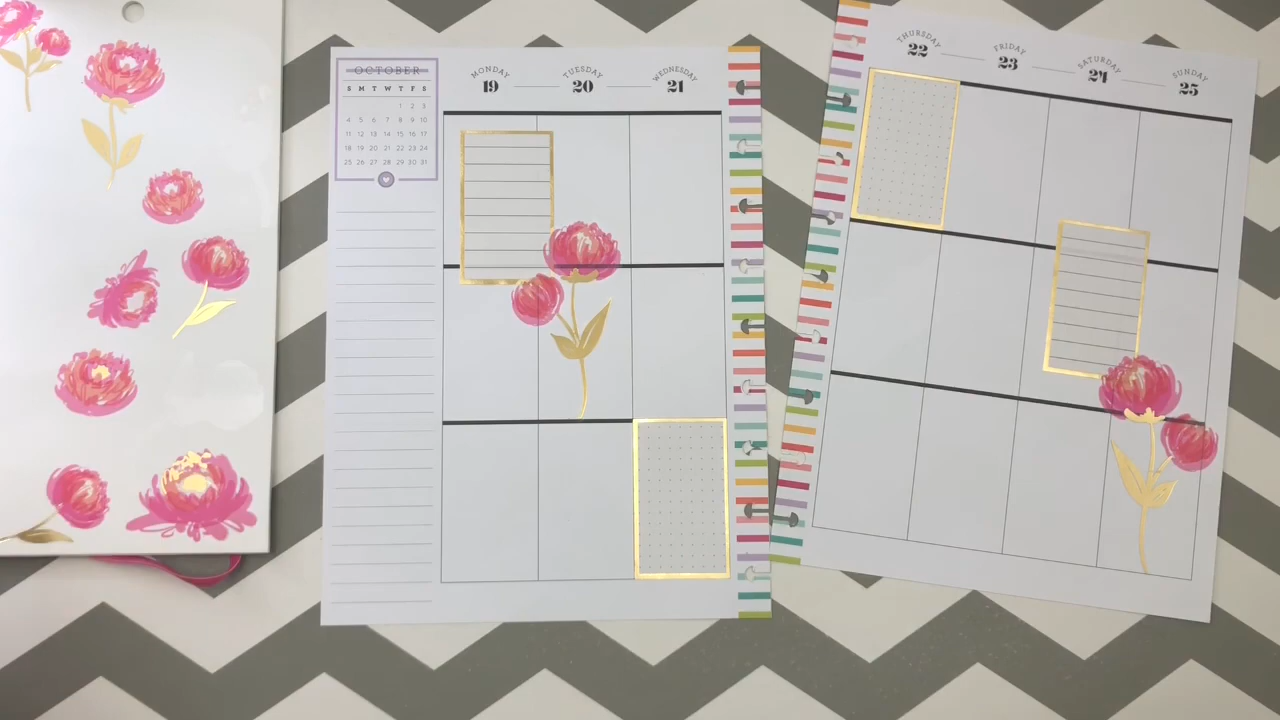 OCTOBER
S M T W T F S
1 2 3
4 5 6 7 8 9 10
11 12 13 14 15 16 17
18 19 20 21 22 23 24
25 26 27 28 29 30 31
MONDAY TUESDAY WEDNESDAY
19 20 21
THURSDAY FRIDAY SATURDAY SUNDAY
22 23 24 25